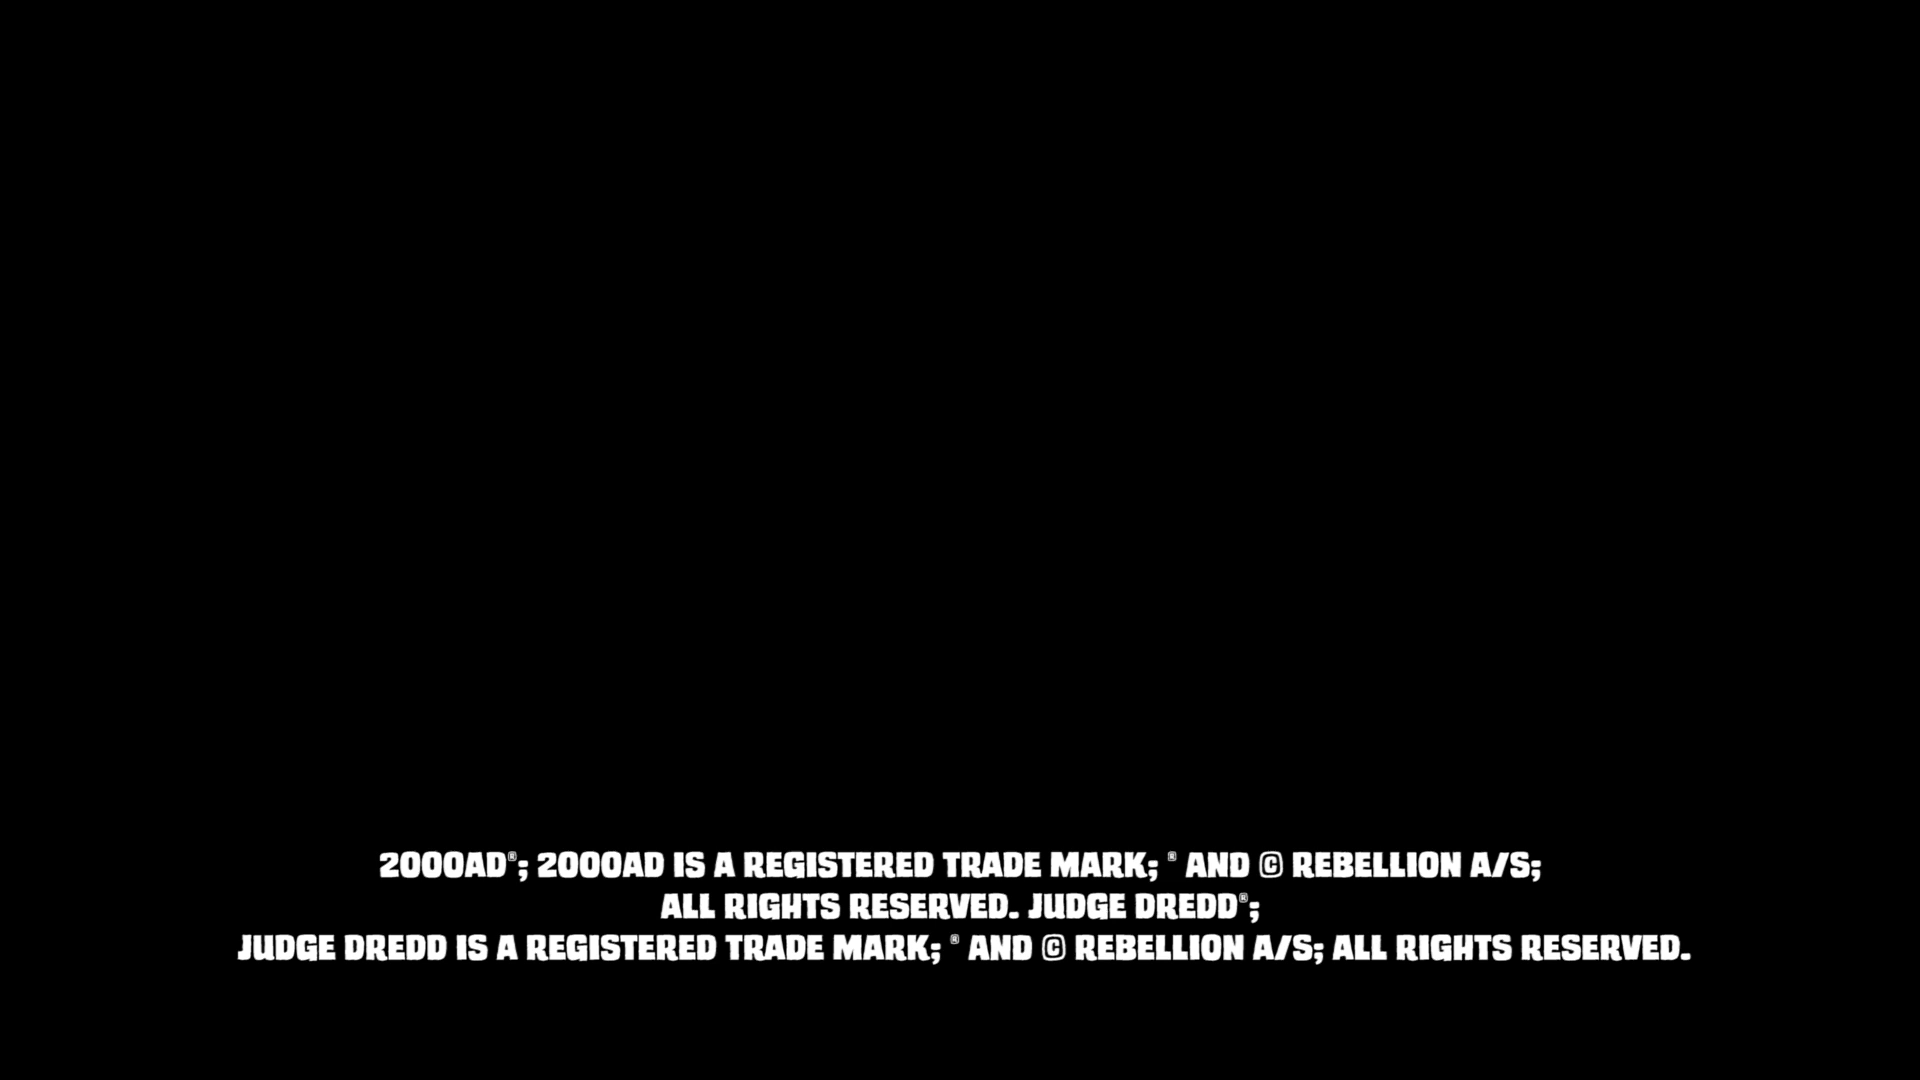 2000AD®; 2000AD IS A REGISTERED TRADE MARK; ® AND © REBELLION A/S;
ALL RIGHTS RESERVED. JUDGE DREDD®;
JUDGE DREDD IS A REGISTERED TRADE MARK; ® AND © REBELLION A/S; ALL RIGHTS RESERVED.